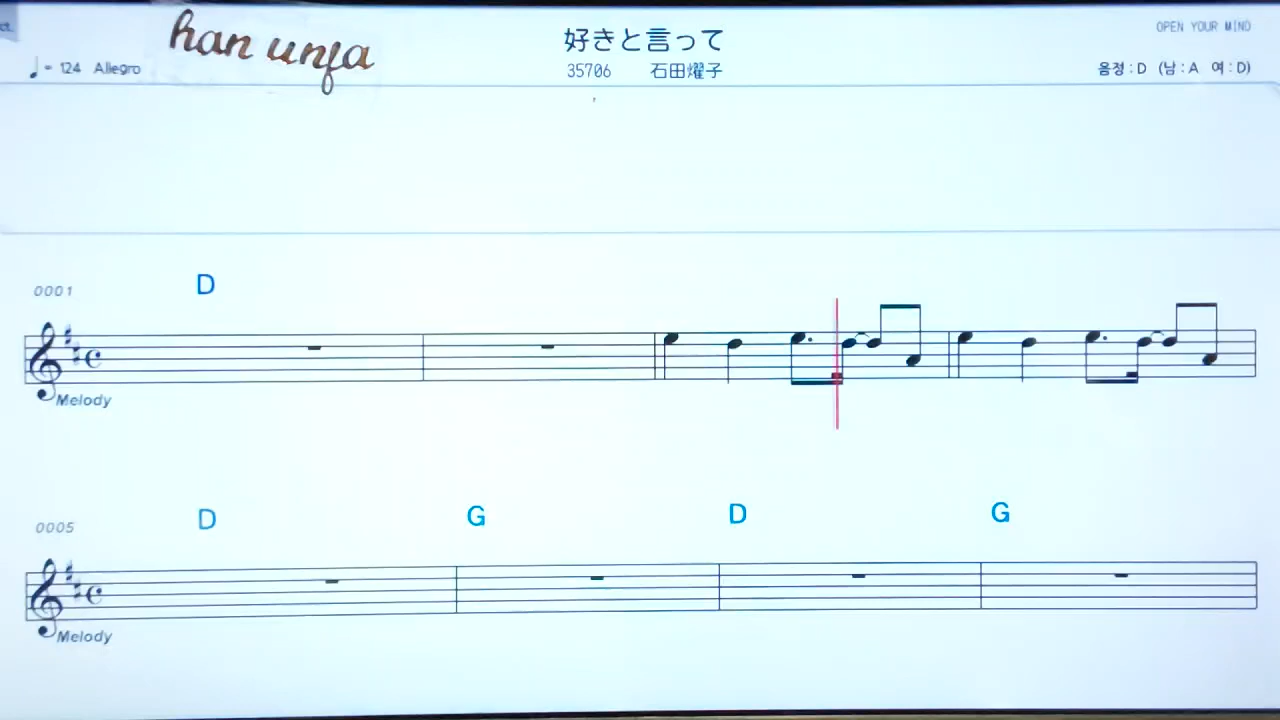 han unja
好きと言って
OPEN YOUR MIND
♩= 124 Allegro
35706 石田燿子
음정:D (남:A 여:D)
D
0001
Melody
D G D G
0005
Melody